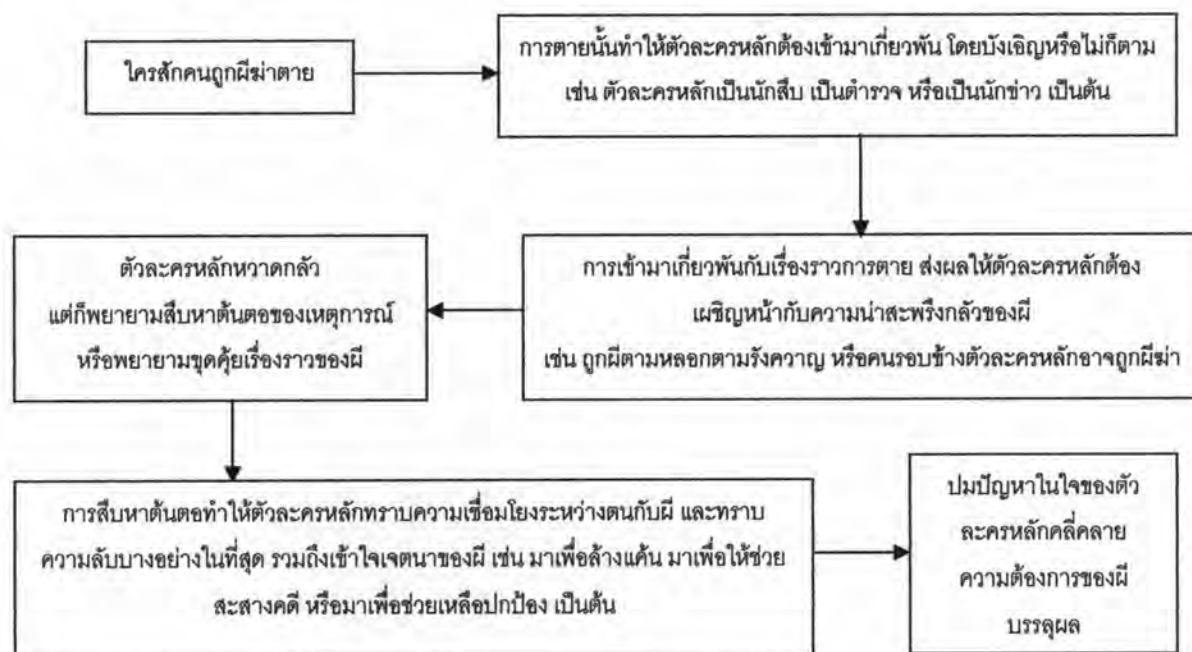 ใครสักคนถูกผีฆ่าตาย
การตายนั้นทำให้ตัวละครหลักต้องเข้ามาเกี่ยวพัน โดยบังเอิญหรือไม่ก็ตาม
เช่น ตัวละครหลักเป็นนักสืบ เป็นตำรวจ หรือเป็นนักข่าว เป็นต้น
การเข้ามาเกี่ยวพันกับเรื่องราวการตาย ส่งผลให้ตัวละครหลักต้อง
เผชิญหน้ากับความน่าสะพรึงกลัวของผี
เช่น ถูกผีตามหลอกตามรังควาญ หรือคนรอบข้างตัวละครหลักอาจถูกผีฆ่า
ตัวละครหลักหวาดกลัว
แต่ก็พยายามสืบหาต้นตอของเหตุการณ์
หรือพยายามขุดคุ้ยเรื่องราวของผี
การสืบหาต้นตอทำให้ตัวละครหลักทราบความเชื่อมโยงระหว่างตนกับผี และทราบ
ความลับบางอย่างในที่สุด รวมถึงเข้าใจเจตนาของผี เช่น มาเพื่อล้างแค้น มาเพื่อให้ช่วย
สะสางคดี หรือมาเพื่อช่วยเหลือปกป้อง เป็นต้น
ปมปัญหาในใจของตัว
ละครหลักคลี่คลาย
ความต้องการของผี
บรรลุผล